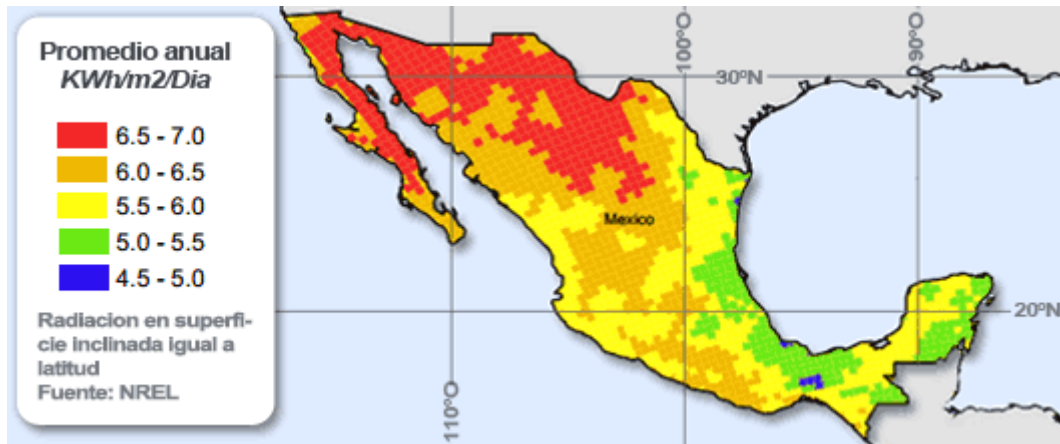 Promedio anual
KWh/m2/Dia
6.5 - 7.0
6.0 - 6.5
5.5 - 6.0
5.0 - 5.5
4.5 - 5.0
Radiacion en superfi-
cie inclinada igual a
latitud
Fuente: NREL
110ºO
100ºO
90ºO
30ºN
20ºN
Mexico